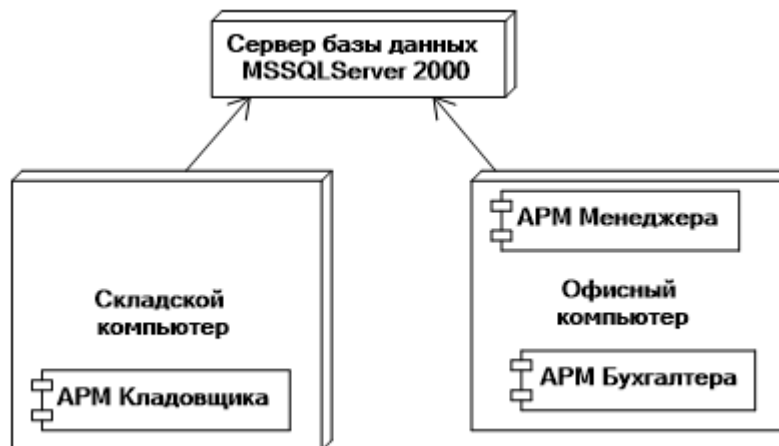 Сервер базы данных
MSSQLServer 2000
Складской
компьютер
АРМ Кладовщика
АРМ Менеджера
Офисный
компьютер
АРМ Бухгалтера